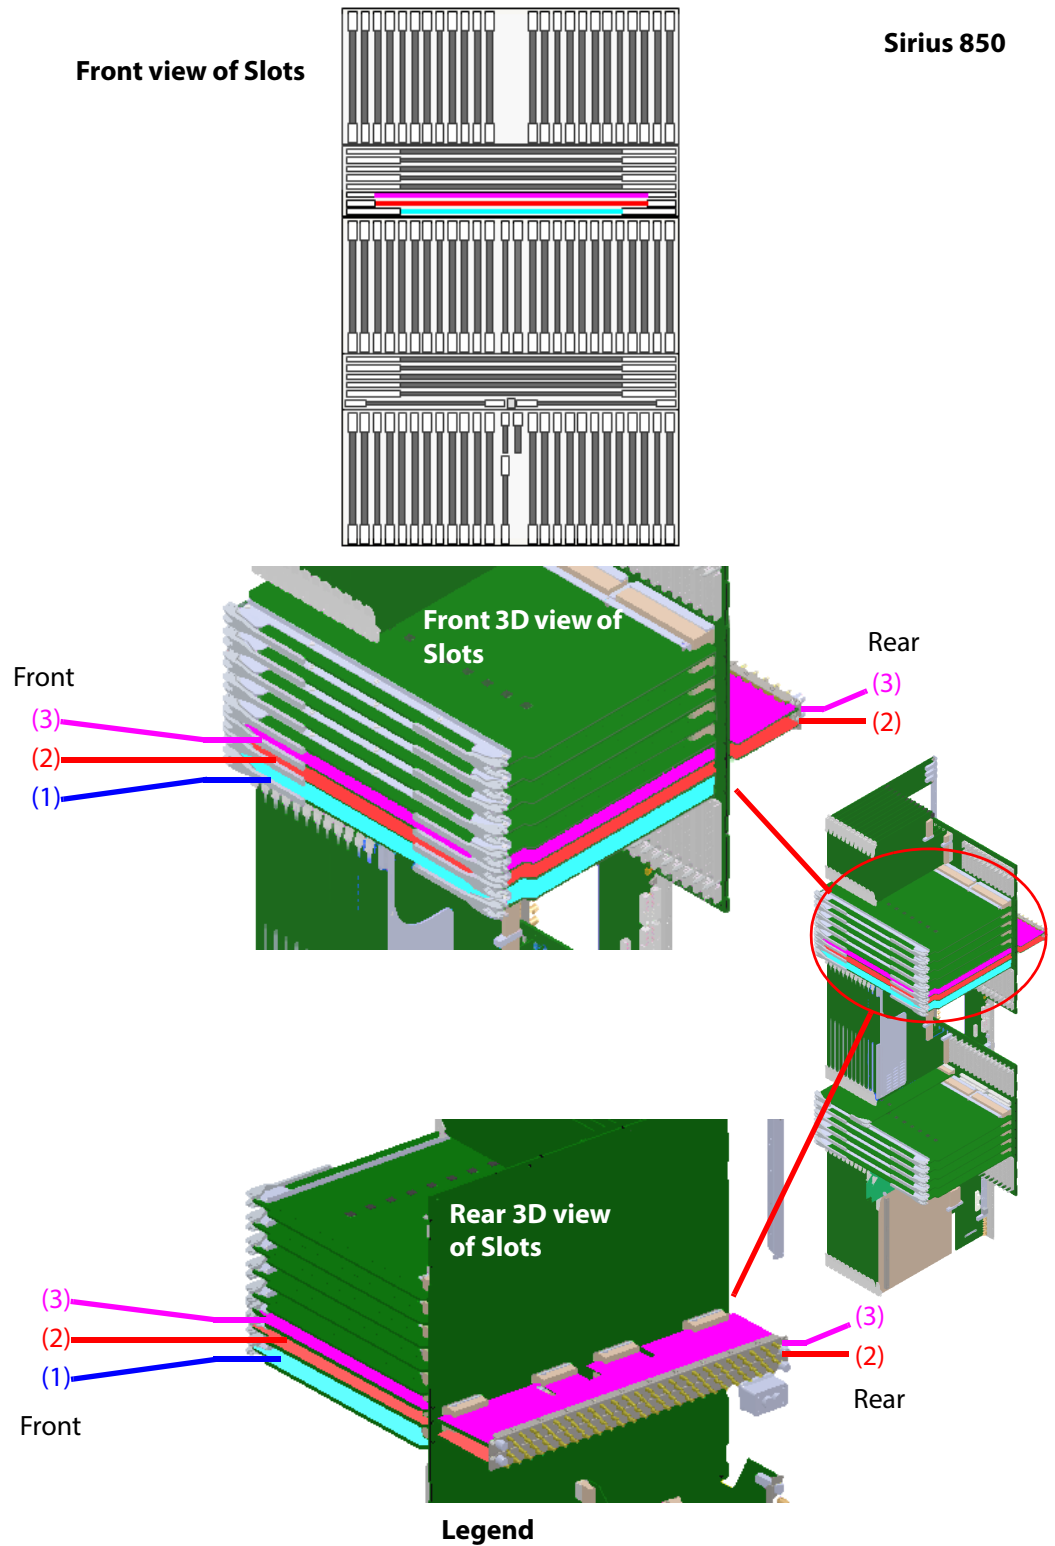 Sirius 850
Front view of Slots
Front 3D view of
Slots
Rear
(3)
(2)
Front
(3)
(2)
(1)
Rear 3D view
of Slots
(3)
(2)
(1)
Front
(3)
(2)
Rear
Legend